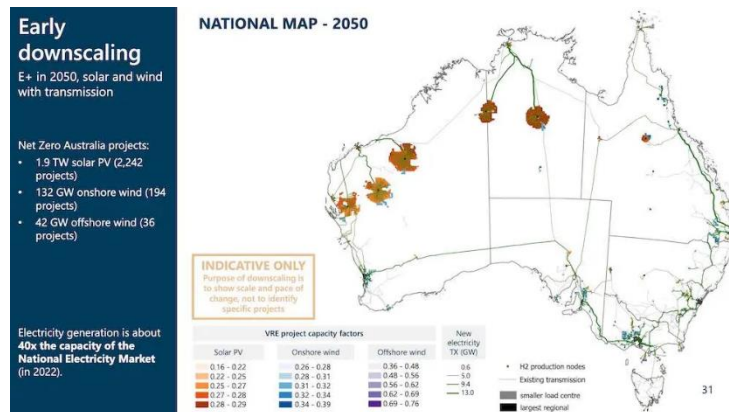 Early
downscaling
E+ in 2050, solar and wind
with transmission
Net Zero Australia projects:
• 1.9 TW solar PV (2,242
projects)
• 132 GW onshore wind (194
projects)
• 42 GW offshore wind (36
projects)
Electricity generation is about
40x the capacity of the
National Electricity Market
(in 2022).
NATIONAL MAP - 2050
INDICATIVE ONLY
Purpose of downscaling is
to show scale and pace of
change, not to identify
specific projects
VRE project capacity factors
New
electricity
TX (GW)
Solar PV
Onshore wind
Offshore wind
0.16 - 0.22
0.22 - 0.25
0.25 - 0.27
0.27 - 0.28
0.28 - 0.29
0.26 - 0.28
0.28 - 0.31
0.31 - 0.32
0.32 - 0.34
0.34 - 0.39
0.36 - 0.48
0.48 - 0.56
0.56 - 0.62
0.62 - 0.69
0.69 - 0.76
0.6
5.0
9.4
13.0
H2 production nodes
Existing transmission
smaller load centre
largest regional
31